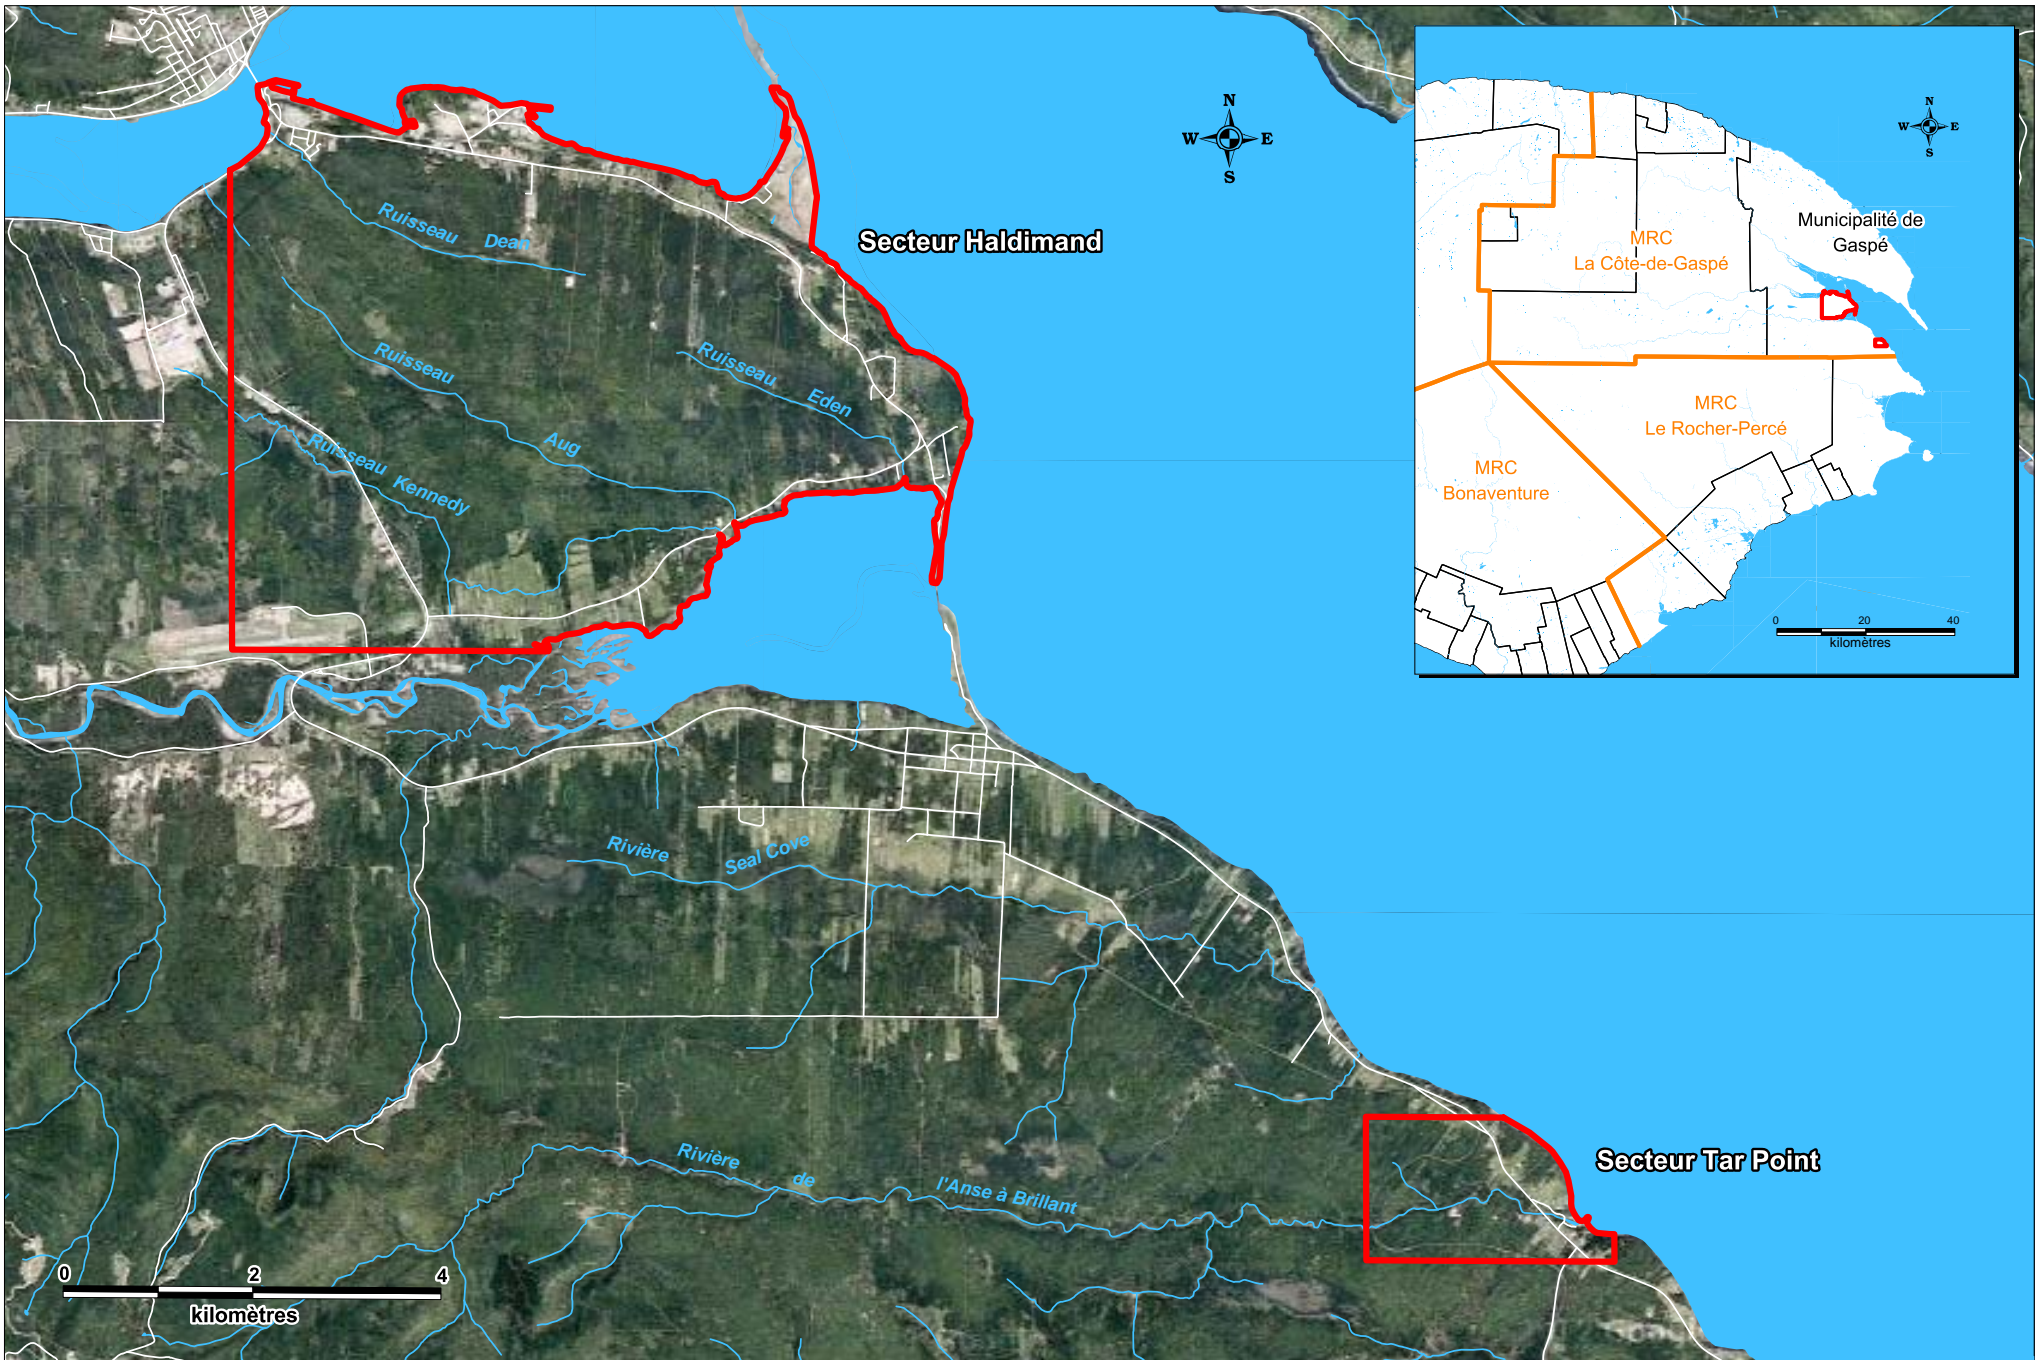 N
W E
S
Secteur Haldimand
Ruisseau Dean
Ruisseau Aug
Ruisseau Eden
Ruisseau Kennedy
Rivière Seal Cove
Rivière de l'Anse à Brillant
Secteur Tar Point
0 2 4
kilomètres
N
W E
S
Municipalité de
Gaspé
MRC
La Côte-de-Gaspé
MRC
Le Rocher-Percé
MRC
Bonaventure
0 20 40
kilomètres